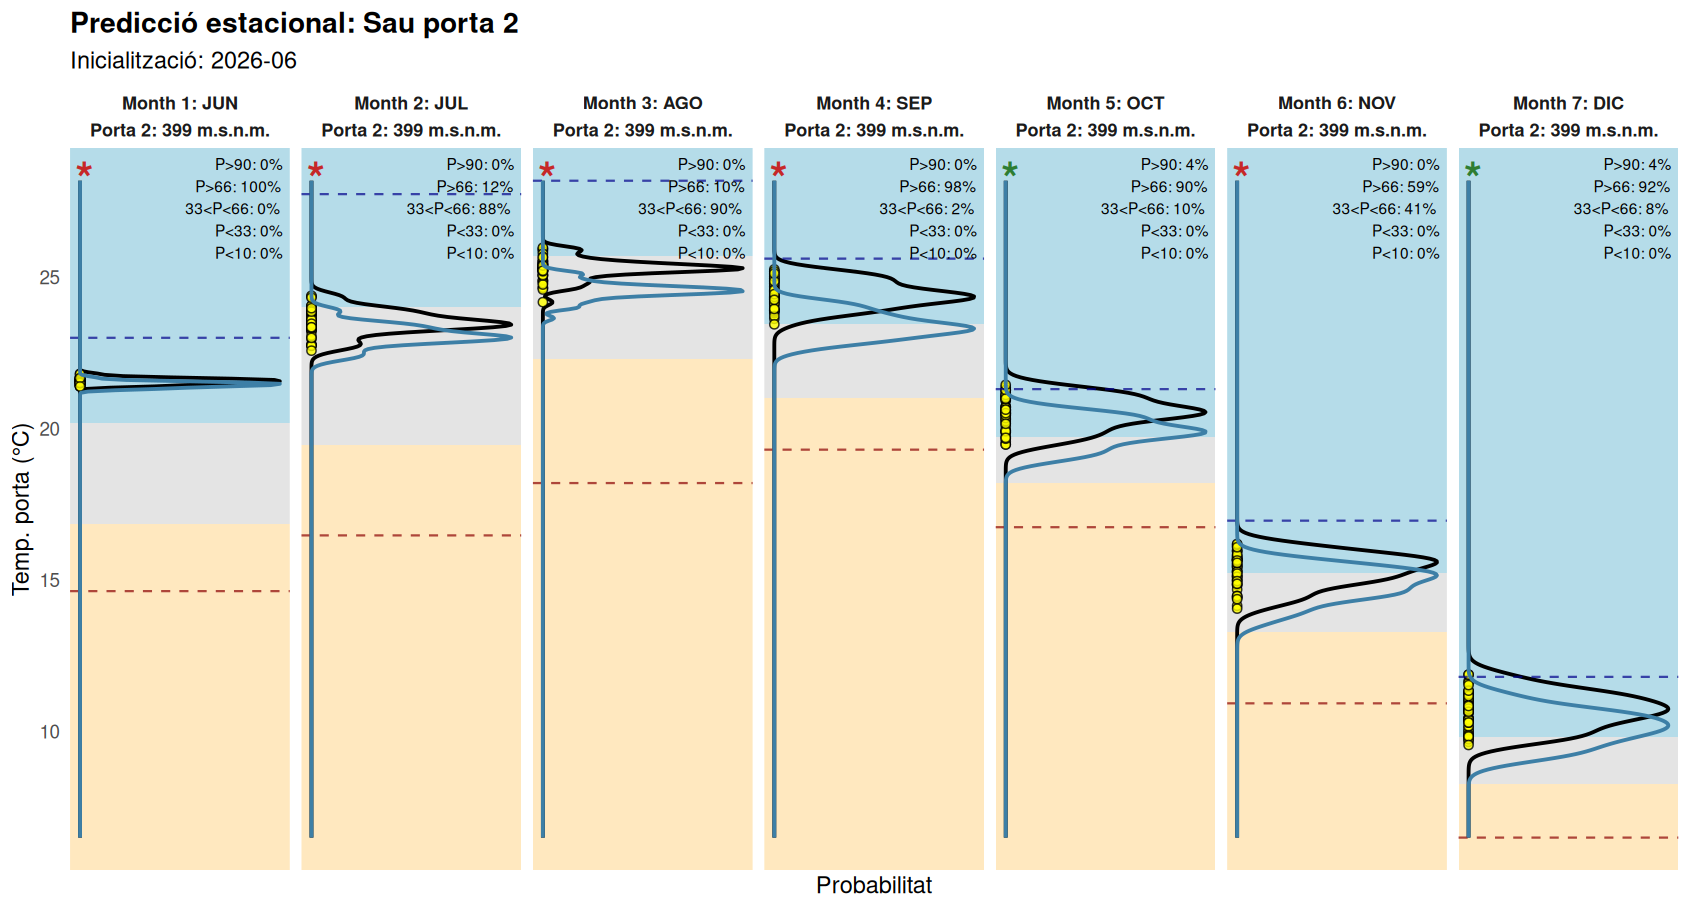 Predicció estacional: Sau porta 2
Inicialització: 2026-06
Month 1: JUN
Porta 2: 399 m.s.n.m.
Month 2: JUL
Porta 2: 399 m.s.n.m.
Month 3: AGO
Porta 2: 399 m.s.n.m.
Month 4: SEP
Porta 2: 399 m.s.n.m.
Month 5: OCT
Porta 2: 399 m.s.n.m.
Month 6: NOV
Porta 2: 399 m.s.n.m.
Month 7: DIC
Porta 2: 399 m.s.n.m.
*
P>90: 0%
P>66: 100%
33<P<66: 0%
P<33: 0%
P<10: 0%
*
P>90: 0%
P>66: 12%
33<P<66: 88%
P<33: 0%
P<10: 0%
*
P>90: 0%
P>66: 10%
33<P<66: 90%
P<33: 0%
P<10: 0%
*
P>90: 0%
P>66: 98%
33<P<66: 2%
P<33: 0%
P<10: 0%
*
P>90: 4%
P>66: 90%
33<P<66: 10%
P<33: 0%
P<10: 0%
*
P>90: 0%
P>66: 59%
33<P<66: 41%
P<33: 0%
P<10: 0%
*
P>90: 4%
P>66: 92%
33<P<66: 8%
P<33: 0%
P<10: 0%
25
20
15
10
Temp. porta (°C)
Probabilitat